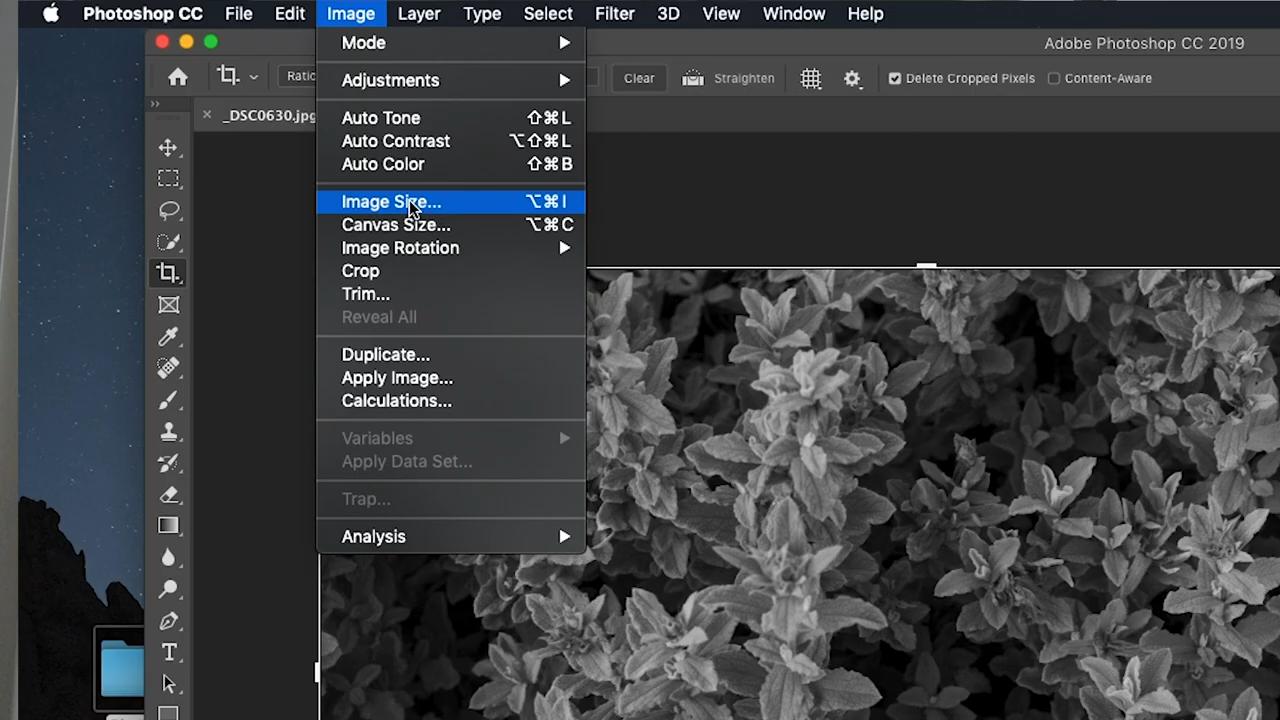 Photoshop CC File Edit Image Layer Type Select Filter 3D View Window Help
Adobe Photoshop CC 2019
Ratio Clear Straighten Delete Cropped Pixels Content-Aware
_DSC0630.jpg
Mode
Adjustments
Auto Tone ⇧⌘L
Auto Contrast ⌥⇧⌘L
Auto Color ⇧⌘B
Image Size... ⌥⌘I
Canvas Size... ⌥⌘C
Image Rotation
Crop
Trim...
Reveal All
Duplicate...
Apply Image...
Calculations...
Variables
Apply Data Set...
Trap...
Analysis